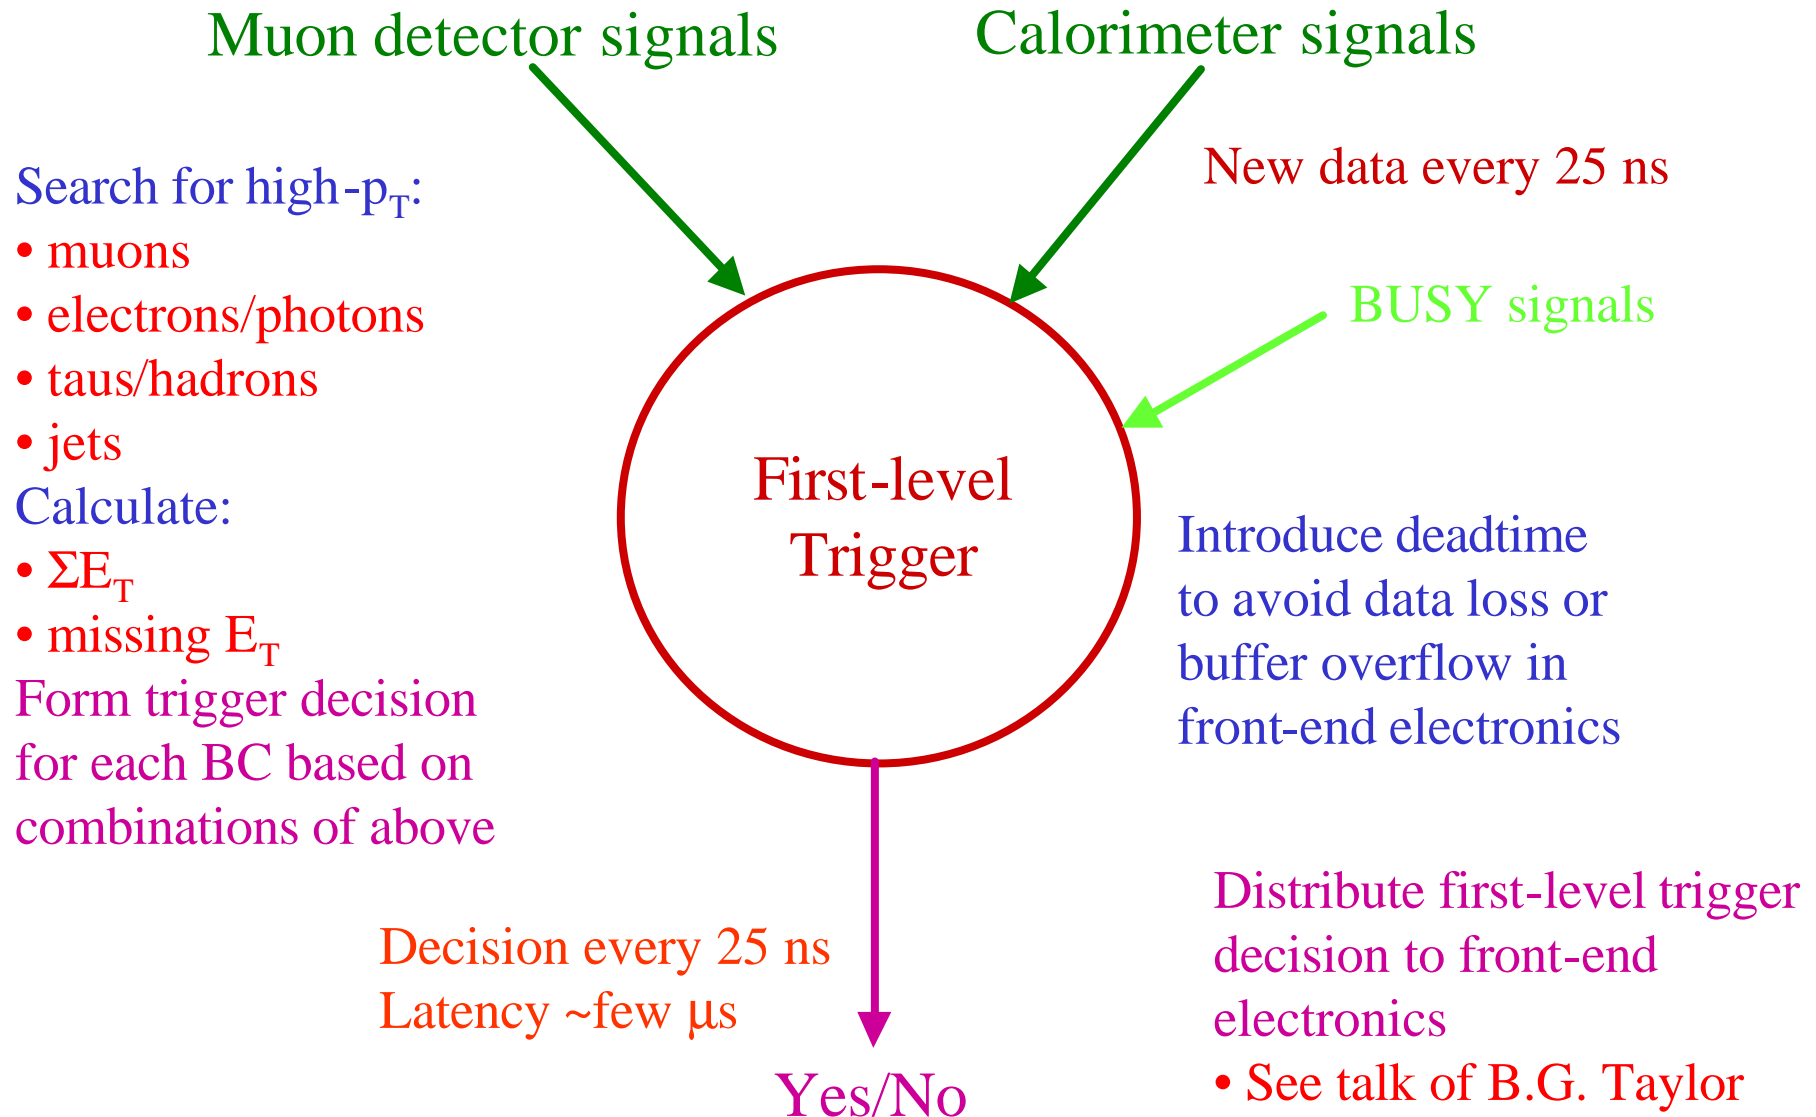 Muon detector signals
Calorimeter signals
New data every 25 ns
Search for high-pT:
• muons
• electrons/photons
• taus/hadrons
• jets
Calculate:
• ΣET
• missing ET
Form trigger decision
for each BC based on
combinations of above
BUSY signals
First-level
Trigger
Introduce deadtime
to avoid data loss or
buffer overflow in
front-end electronics
Decision every 25 ns
Latency ~few μs
Distribute first-level trigger
decision to front-end
electronics
• See talk of B.G. Taylor
Yes/No